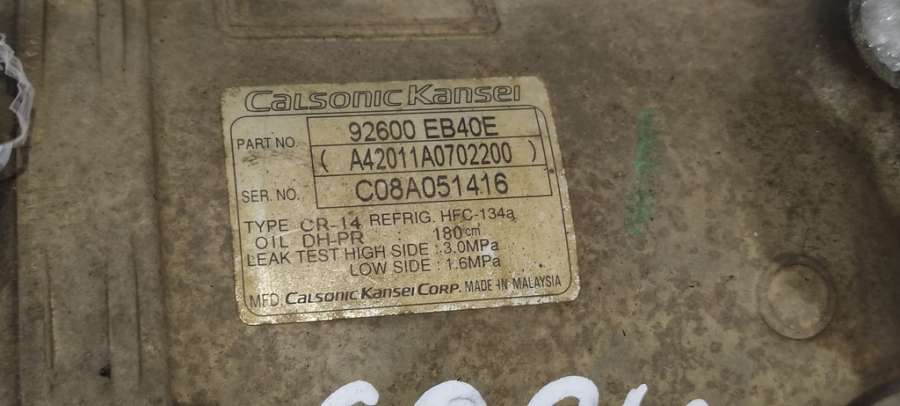 Calsonic Kansei
PART NO. 92600 EB40E
( A42011A0702200 )
SER. NO. C08A051416
TYPE CR-14 REFRIG. HFC-134a
OIL DH-PR 180㎤
LEAK TEST HIGH SIDE : 3.0MPa
LOW SIDE : 1.6MPa
MFD. Calsonic Kansei Corp. MADE IN MALAYSIA